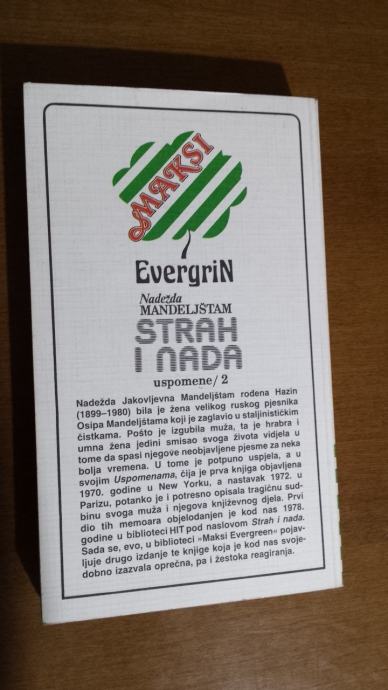 MAKSI
EvergriN
Nadežda
MANDELJŠTAM
STRAH
I NADA
uspomene/2
Nadežda Jakovljevna Mandeljštam rođena Hazin
(1899–1980) bila je žena velikog ruskog pjesnika
Osipa Mandeljštama koji je zaglavio u staljinističkim
čistkama. Pošto je izgubila muža, ta je hrabra i
umna žena jedini smisao svoga života vidjela u
tome da spasi njegove neobjavljene pjesme za neka
bolja vremena. U tome je potpuno uspjela, a u
svojim Uspomenama, čija je prva knjiga objavljena
1970. godine u New Yorku, a nastavak 1972. u
Parizu, potanko je i potresno opisala tragičnu sud-
binu svoga muža i njegova književnog djela. Prvi
dio tih memoara objelodanjen je kod nas 1978.
godine u biblioteci HIT pod naslovom Strah i nada.
Sada se, evo, u biblioteci »Maksi Evergreen« pojav-
ljuje drugo izdanje te knjige koja je kod nas svoje-
dobno izazvala oprečna, pa i žestoka reagiranja.